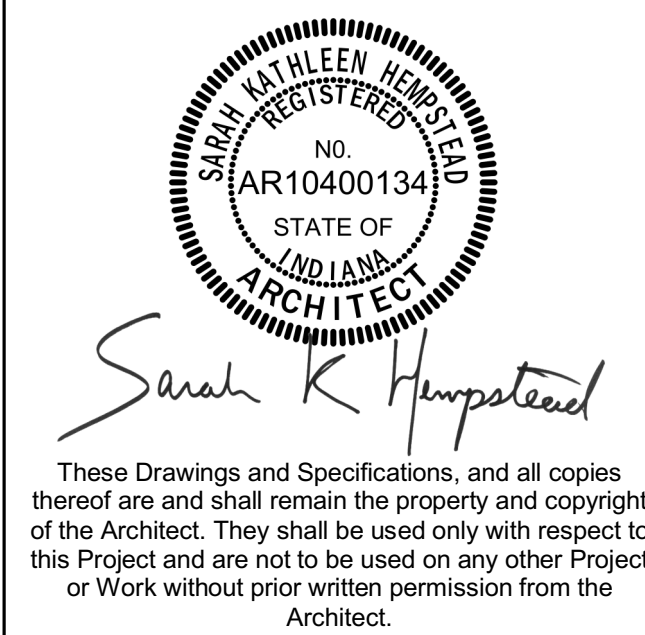 SARAH KATHLEEN HEMPSTEAD
REGISTERED
N0.
AR10400134
STATE OF
INDIANA
ARCHITECT
Sarah K Hempstead
These Drawings and Specifications, and all copies
thereof are and shall remain the property and copyright
of the Architect. They shall be used only with respect to
this Project and are not to be used on any other Project
or Work without prior written permission from the
Architect.